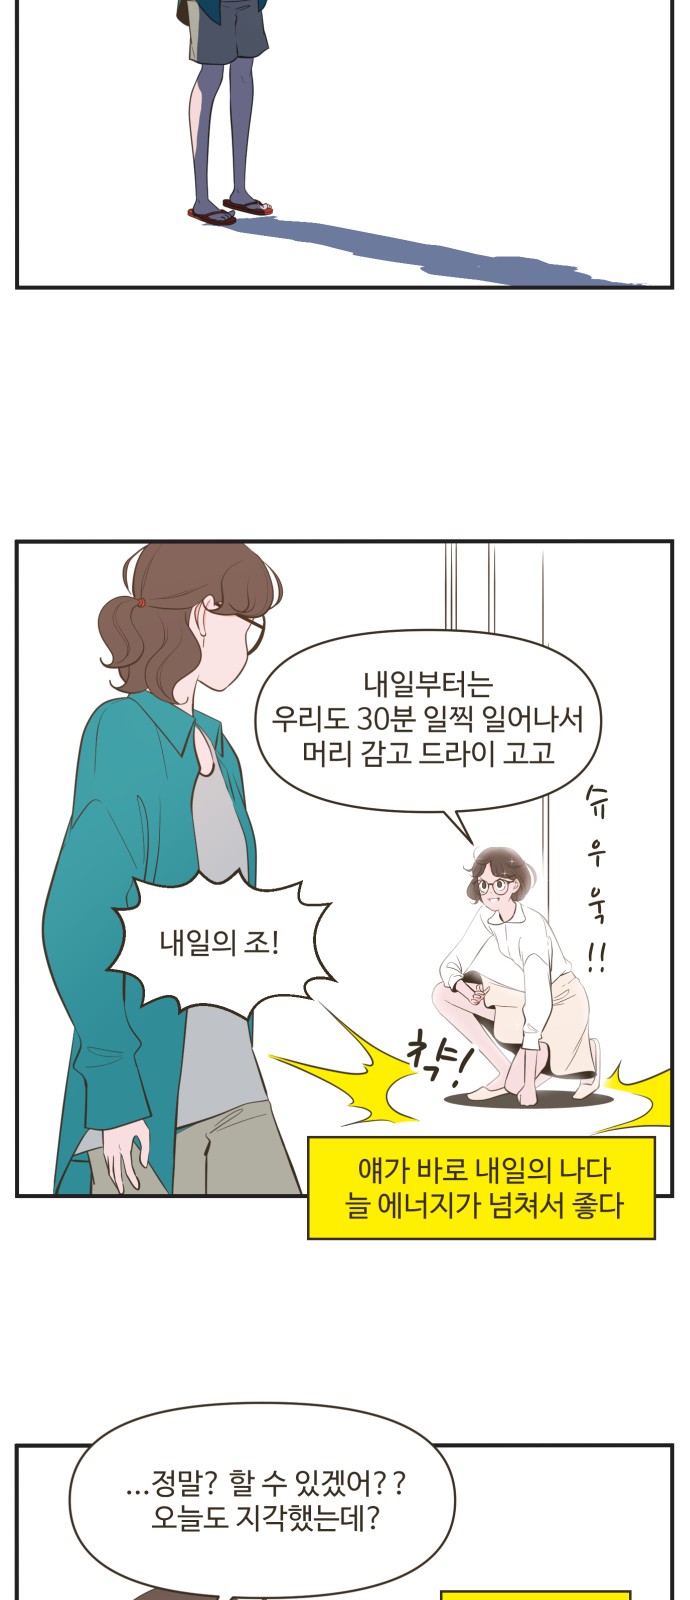 내일부터는
우리도 30분 일찍 일어나서
머리 감고 드라이 고고
슈
우
욱
!!
내일의 조!
챡!
얘가 바로 내일의 나다
늘 에너지가 넘쳐서 좋다
...정말? 할 수 있겠어??
오늘도 지각했는데?